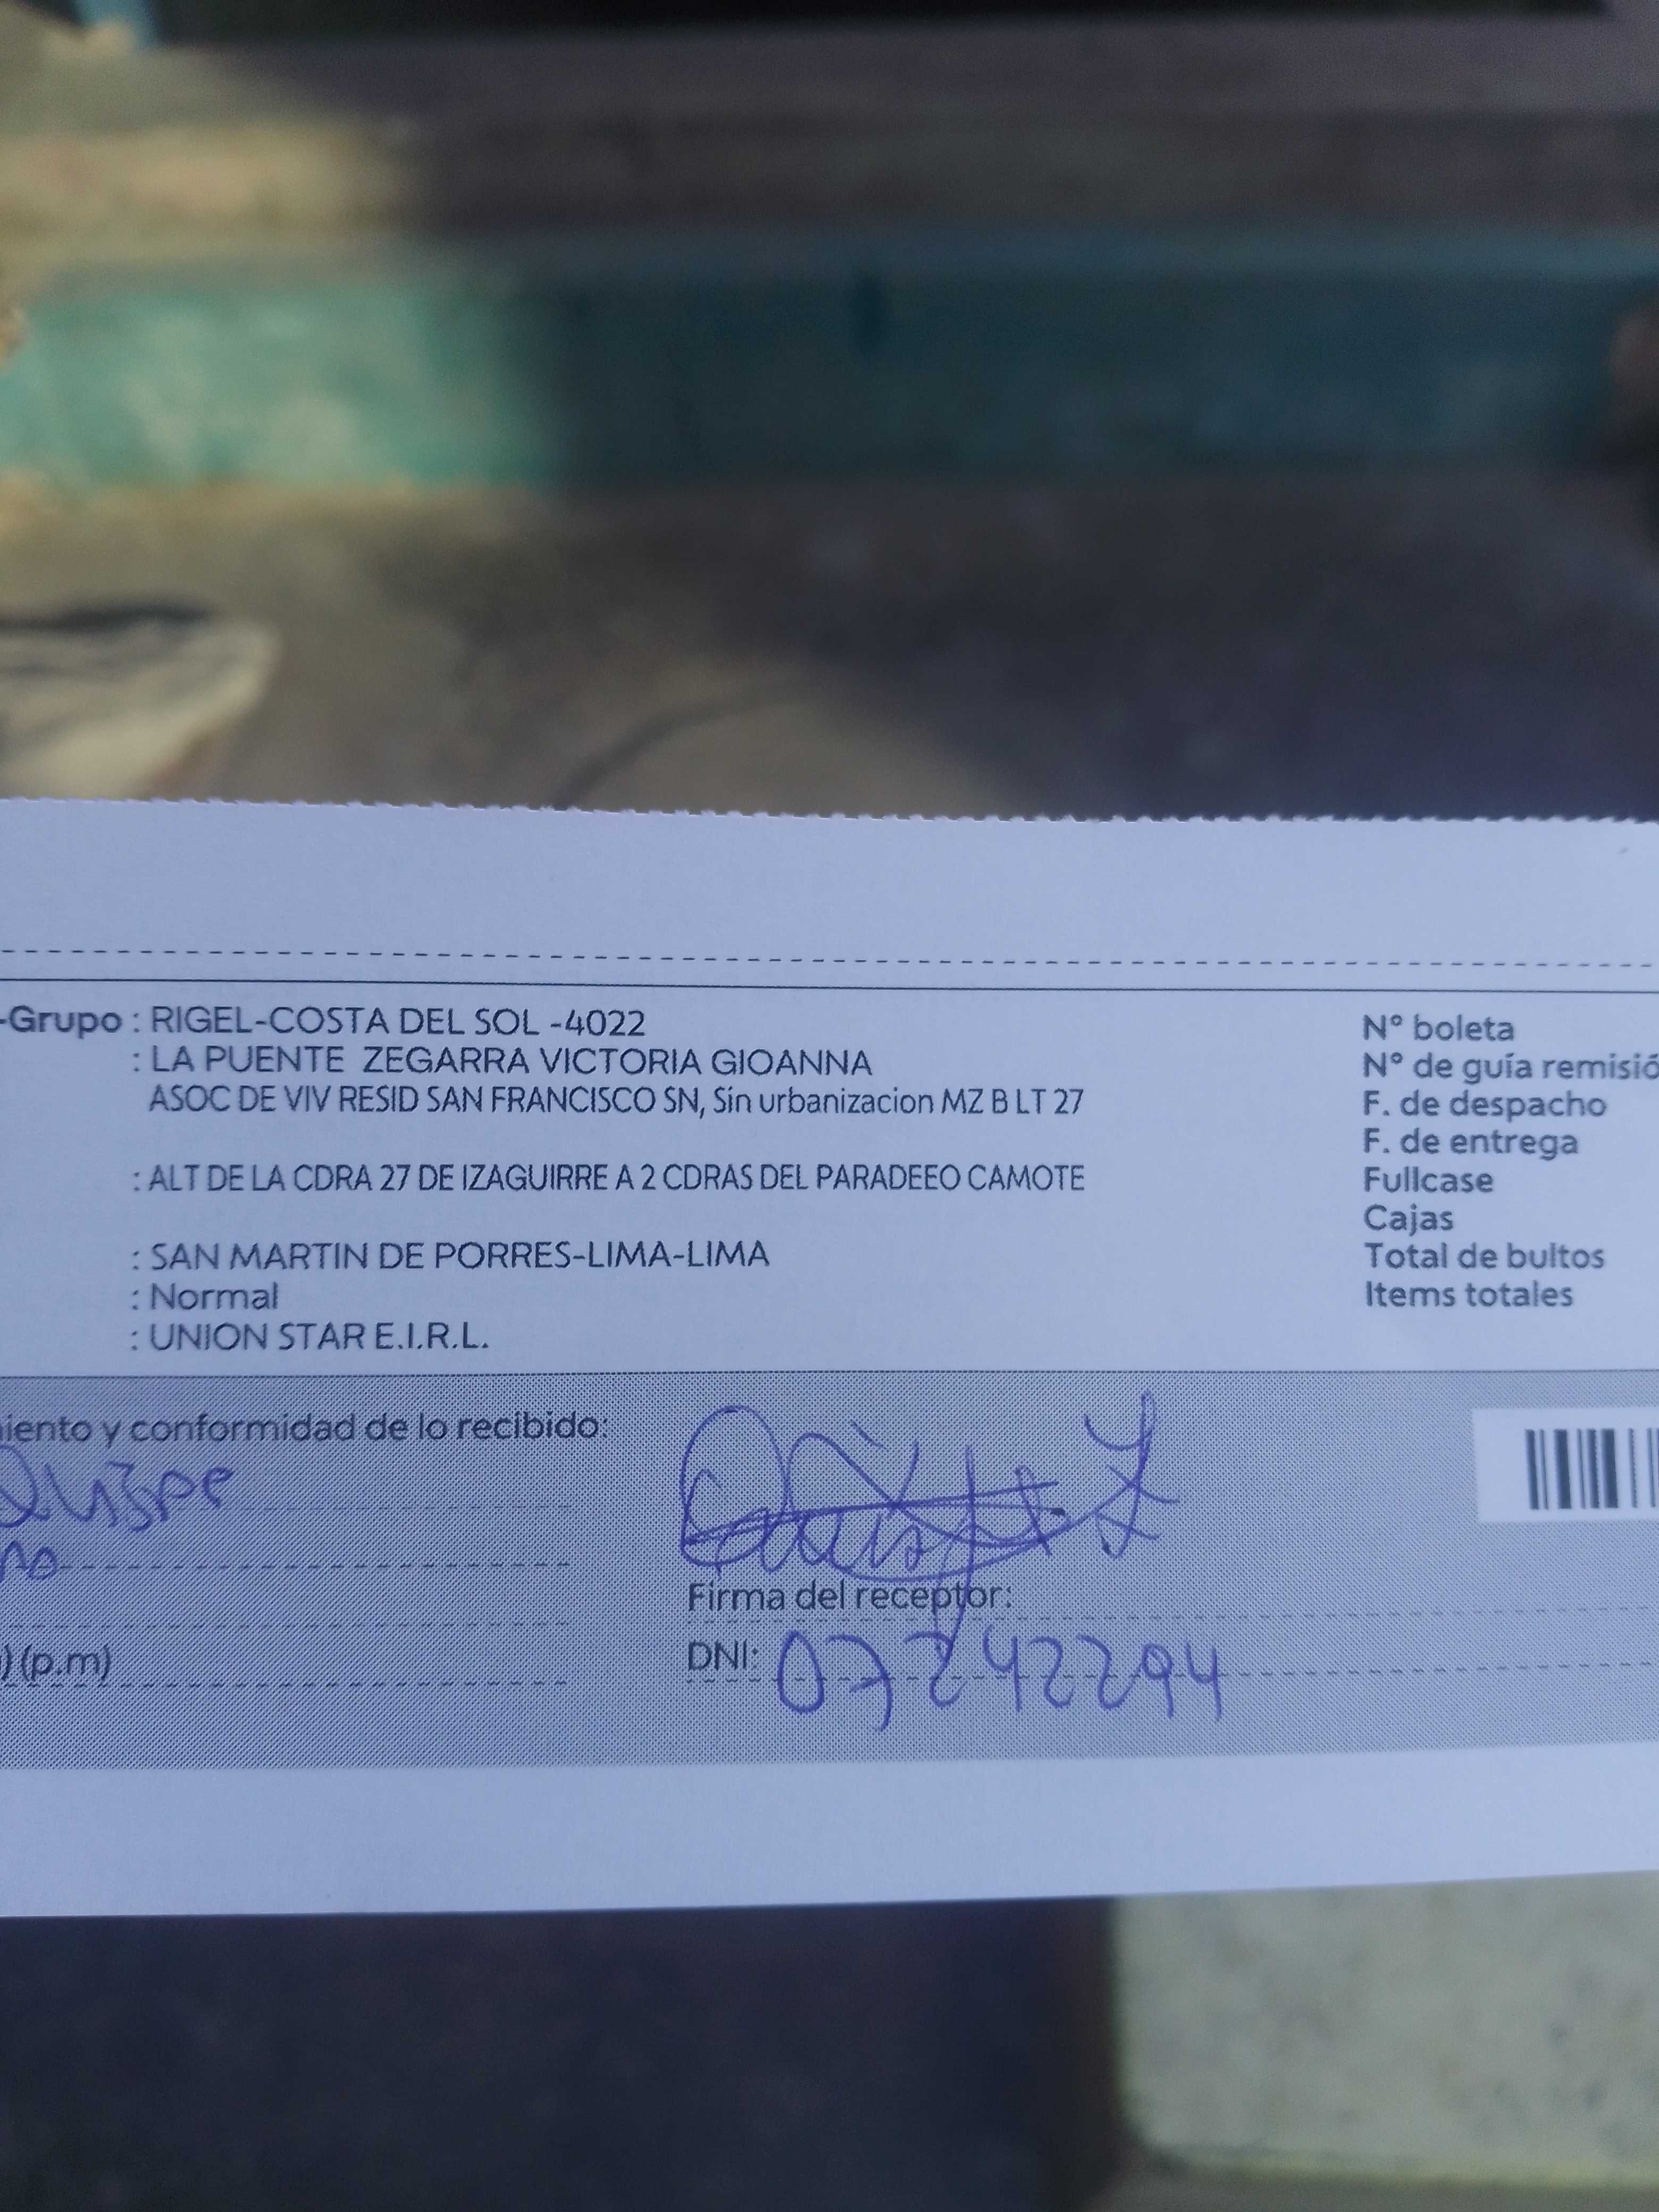 -Grupo : RIGEL-COSTA DEL SOL -4022
: LA PUENTE ZEGARRA VICTORIA GIOANNA
ASOC DE VIV RESID SAN FRANCISCO SN, Sin urbanizacion MZ B LT 27
: ALT DE LA CDRA 27 DE IZAGUIRRE A 2 CDRAS DEL PARADEEO CAMOTE
: SAN MARTIN DE PORRES-LIMA-LIMA
: Normal
: UNION STAR E.I.R.L.
N° boleta
N° de guía remisió
F. de despacho
F. de entrega
Fullcase
Cajas
Total de bultos
Items totales
iento y conformidad de lo recibido:
Quispe
no
) (p.m)
Firma del receptor:
DNI: 07242294